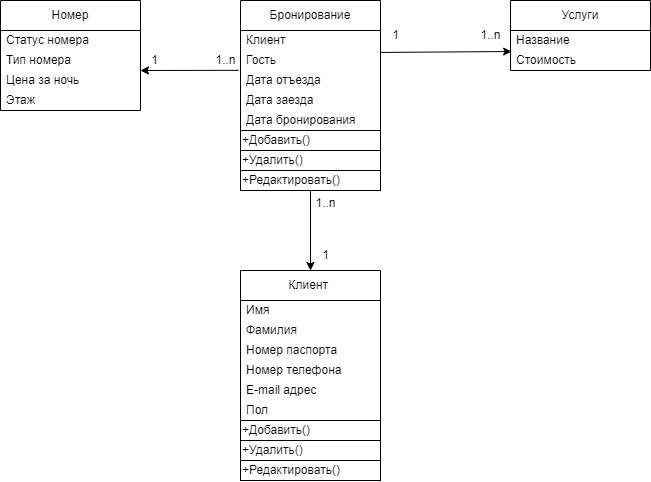 Номер
Статус номера
Тип номера
Цена за ночь
Этаж
1
1..n
Бронирование
Клиент
Гость
Дата отъезда
Дата заезда
Дата бронирования
+Добавить()
+Удалить()
+Редактировать()
1
1..n
Услуги
Название
Стоимость
1..n
1
Клиент
Имя
Фамилия
Номер паспорта
Номер телефона
E-mail адрес
Пол
+Добавить()
+Удалить()
+Редактировать()